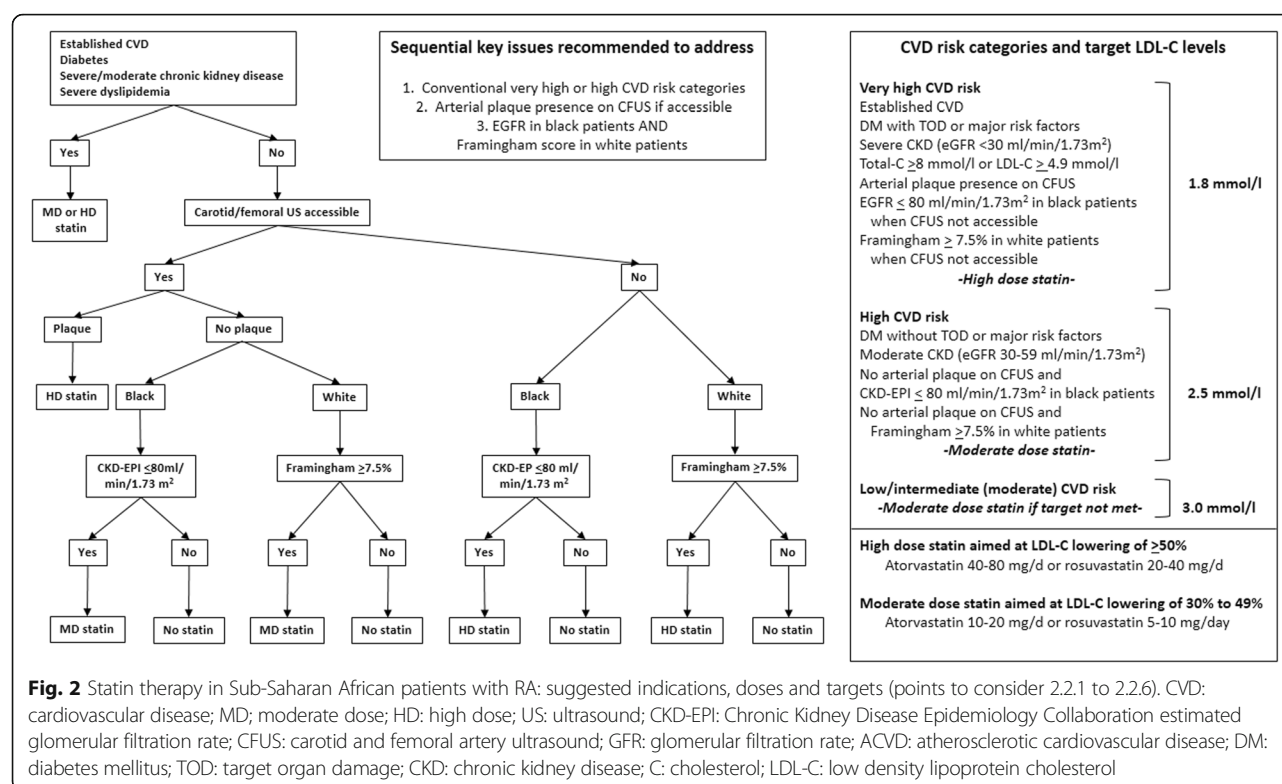 Established CVD
Diabetes
Severe/moderate chronic kidney disease
Severe dyslipidemia
Yes
No
MD or HD
statin
Carotid/femoral US accessible
Yes
No
Plaque
No plaque
HD statin
Black
White
Black
White
CKD-EPI ≤80ml/
min/1.73 m²
Framingham ≥7.5%
CKD-EP ≤80 ml/
min/1.73 m²
Framingham ≥7.5%
Yes
No
Yes
No
Yes
No
Yes
No
MD statin
No statin
MD statin
No statin
HD statin
No statin
HD statin
No statin
Sequential key issues recommended to address
1. Conventional very high or high CVD risk categories
2. Arterial plaque presence on CFUS if accessible
3. EGFR in black patients AND
Framingham score in white patients
CVD risk categories and target LDL-C levels
Very high CVD risk
Established CVD
DM with TOD or major risk factors
Severe CKD (eGFR <30 ml/min/1.73m²)
Total-C ≥8 mmol/l or LDL-C ≥ 4.9 mmol/l
Arterial plaque presence on CFUS
EGFR ≤ 80 ml/min/1.73m² in black patients
when CFUS not accessible
Framingham ≥ 7.5% in white patients
when CFUS not accessible
-High dose statin-
1.8 mmol/l
High CVD risk
DM without TOD or major risk factors
Moderate CKD (eGFR 30-59 ml/min/1.73m²)
No arterial plaque on CFUS and
CKD-EPI ≤ 80 ml/min/1.73m² in black patients
No arterial plaque on CFUS and
Framingham ≥7.5% in white patients
-Moderate dose statin-
2.5 mmol/l
Low/intermediate (moderate) CVD risk
-Moderate dose statin if target not met-
3.0 mmol/l
High dose statin aimed at LDL-C lowering of ≥50%
Atorvastatin 40-80 mg/d or rosuvastatin 20-40 mg/d
Moderate dose statin aimed at LDL-C lowering of 30% to 49%
Atorvastatin 10-20 mg/d or rosuvastatin 5-10 mg/day
Fig. 2 Statin therapy in Sub-Saharan African patients with RA: suggested indications, doses and targets (points to consider 2.2.1 to 2.2.6). CVD:
cardiovascular disease; MD; moderate dose; HD: high dose; US: ultrasound; CKD-EPI: Chronic Kidney Disease Epidemiology Collaboration estimated
glomerular filtration rate; CFUS: carotid and femoral artery ultrasound; GFR: glomerular filtration rate; ACVD: atherosclerotic cardiovascular disease; DM:
diabetes mellitus; TOD: target organ damage; CKD: chronic kidney disease; C: cholesterol; LDL-C: low density lipoprotein cholesterol